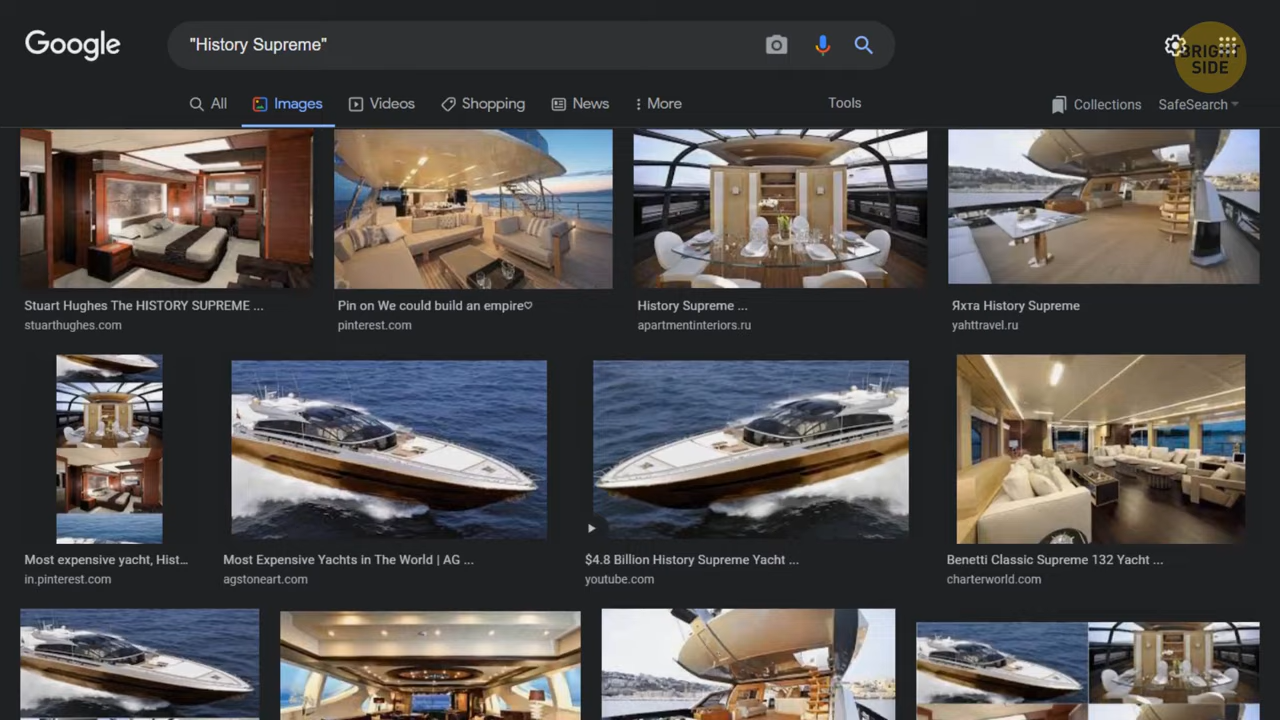 Google
"History Supreme"
BRIGHT
SIDE
All
Images
Videos
Shopping
News
More
Tools
Collections
SafeSearch
Stuart Hughes The HISTORY SUPREME ...
stuarthughes.com
Pin on We could build an empire♡
pinterest.com
History Supreme ...
apartmentinteriors.ru
Яхта History Supreme
yahttravel.ru
Most expensive yacht, Hist...
in.pinterest.com
Most Expensive Yachts in The World | AG ...
agstoneart.com
$4.8 Billion History Supreme Yacht ...
youtube.com
Benetti Classic Supreme 132 Yacht ...
charterworld.com